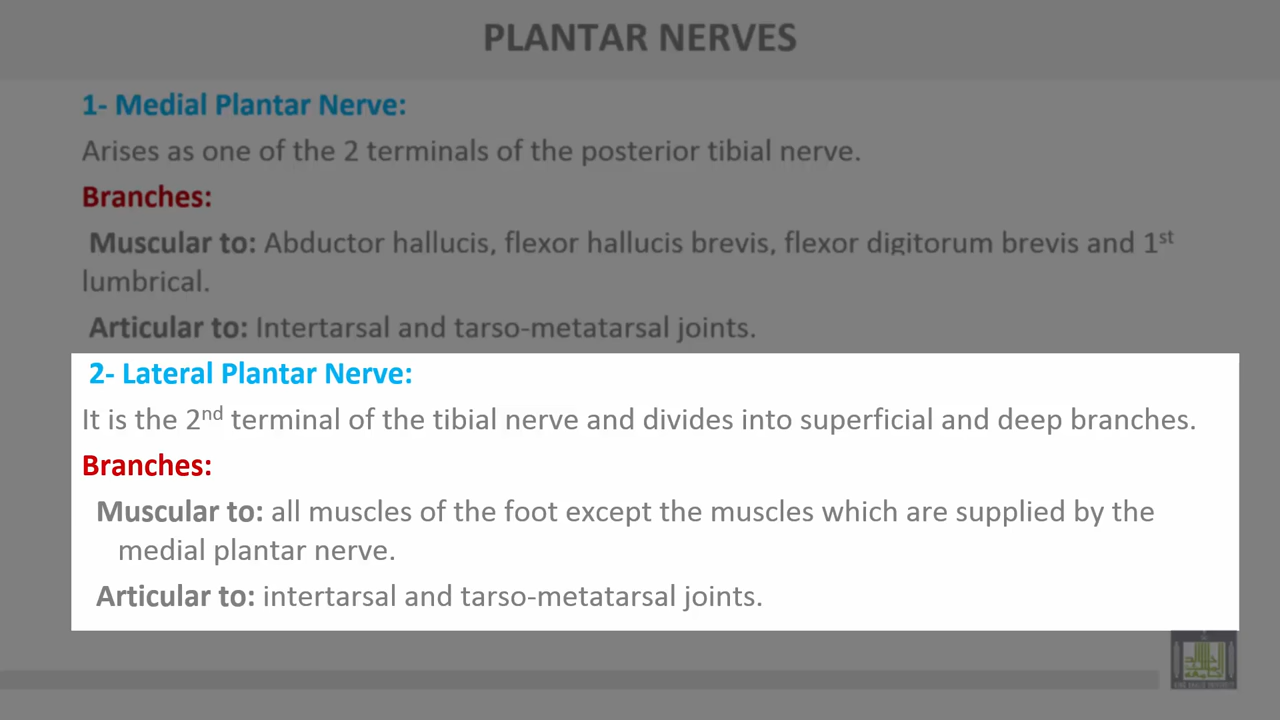 PLANTAR NERVES
1- Medial Plantar Nerve:
Arises as one of the 2 terminals of the posterior tibial nerve.
Branches:
Muscular to: Abductor hallucis, flexor hallucis brevis, flexor digitorum brevis and 1st
lumbrical.
Articular to: Intertarsal and tarso-metatarsal joints.
2- Lateral Plantar Nerve:
It is the 2nd terminal of the tibial nerve and divides into superficial and deep branches.
Branches:
Muscular to: all muscles of the foot except the muscles which are supplied by the
medial plantar nerve.
Articular to: intertarsal and tarso-metatarsal joints.